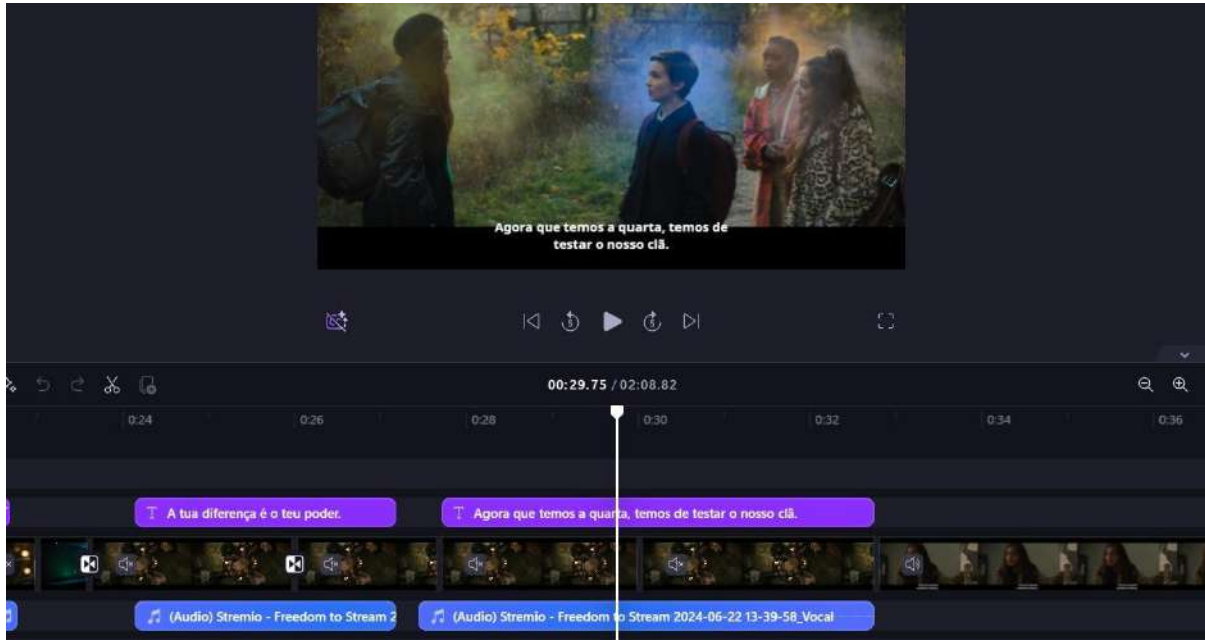 Agora que temos a quarta, temos de
testar o nosso clã.
5
5
00:29.75 / 02:08.82
0:24
0:26
0:28
0:30
0:32
0:34
0:36
T A tua diferença é o teu poder.
T Agora que temos a quarta, temos de testar o nosso clã.
(Audio) Stremio - Freedom to Stream 2
(Audio) Stremio - Freedom to Stream 2024-06-22 13-39-58_Vocal